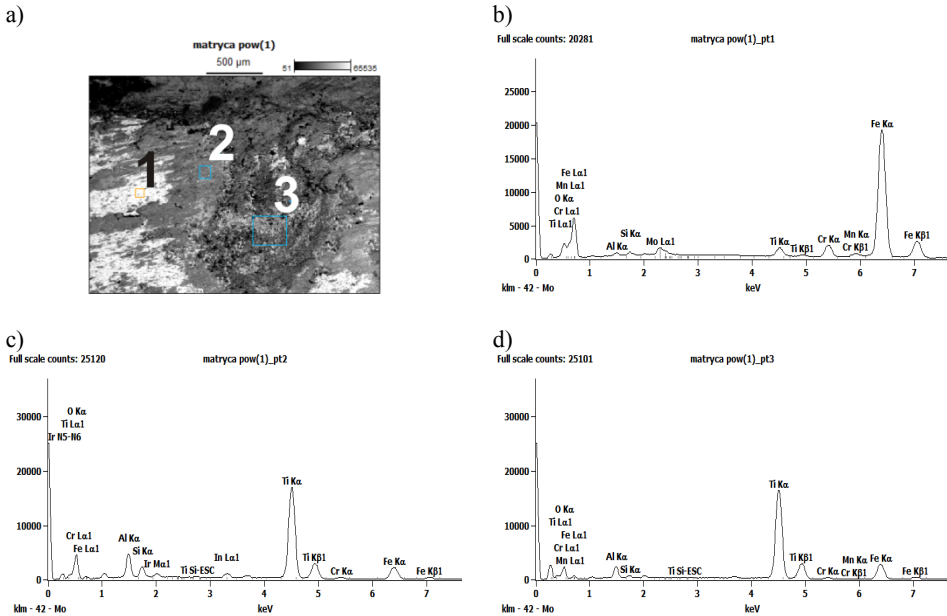 a)
matryca pow(1)
500 µm
51
65535
1
2
3
b)
Full scale counts: 20281
matryca pow(1)_pt1
25000
20000
15000
10000
5000
0
Fe Kα
Fe Lα1
Mn Lα1
O Kα
Cr Lα1
Ti Lα1
Al Kα
Si Kα
Mo Lα1
Ti Kα
Ti Kβ1
Cr Kα
Mn Kα
Cr Kβ1
Fe Kβ1
0 1 2 3 4 5 6 7
klm - 42 - Mo
keV
c)
Full scale counts: 25120
matryca pow(1)_pt2
30000
20000
10000
0
O Kα
Ti Lα1
Ir N5-N6
Cr Lα1
Fe Lα1
Al Kα
Si Kα
Ir Mα1
Ti Si-ESC
In Lα1
Ti Kα
Ti Kβ1
Cr Kα
Fe Kα
Fe Kβ1
0 1 2 3 4 5 6 7
klm - 42 - Mo
keV
d)
Full scale counts: 25101
matryca pow(1)_pt3
30000
20000
10000
0
O Kα
Ti Lα1
Fe Lα1
Cr Lα1
Mn Lα1
Al Kα
Si Kα
Ti Si-ESC
Ti Kα
Ti Kβ1
Cr Kα
Mn Kα
Cr Kβ1
Fe Kα
Fe Kβ1
0 1 2 3 4 5 6 7
klm - 42 - Mo
keV